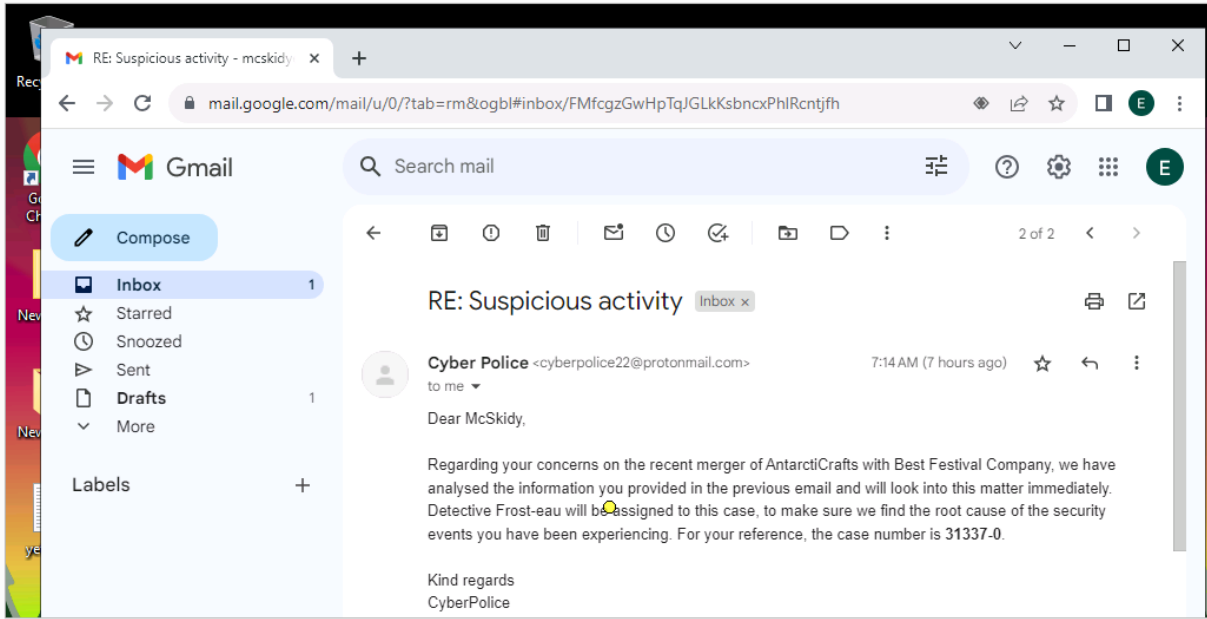 Rec
RE: Suspicious activity - mcskidy
mail.google.com/mail/u/0/?tab=rm&ogbl#inbox/FMfcgzGwHpTqJGLkKsbncxPhlRcntjfh
E
Gmail
Search mail
E
Go
Ch
Compose
2 of 2
Inbox 1
RE: Suspicious activity Inbox x
New
Starred
Snoozed
Sent
Cyber Police <cyberpolice22@protonmail.com> 7:14 AM (7 hours ago)
to me
Drafts 1
Dear McSkidy,
More
New
Regarding your concerns on the recent merger of AntarctiCrafts with Best Festival Company, we have
Labels +
analysed the information you provided in the previous email and will look into this matter immediately.
Detective Frost-eau will be assigned to this case, to make sure we find the root cause of the security
events you have been experiencing. For your reference, the case number is 31337-0.
ye
Kind regards
CyberPolice